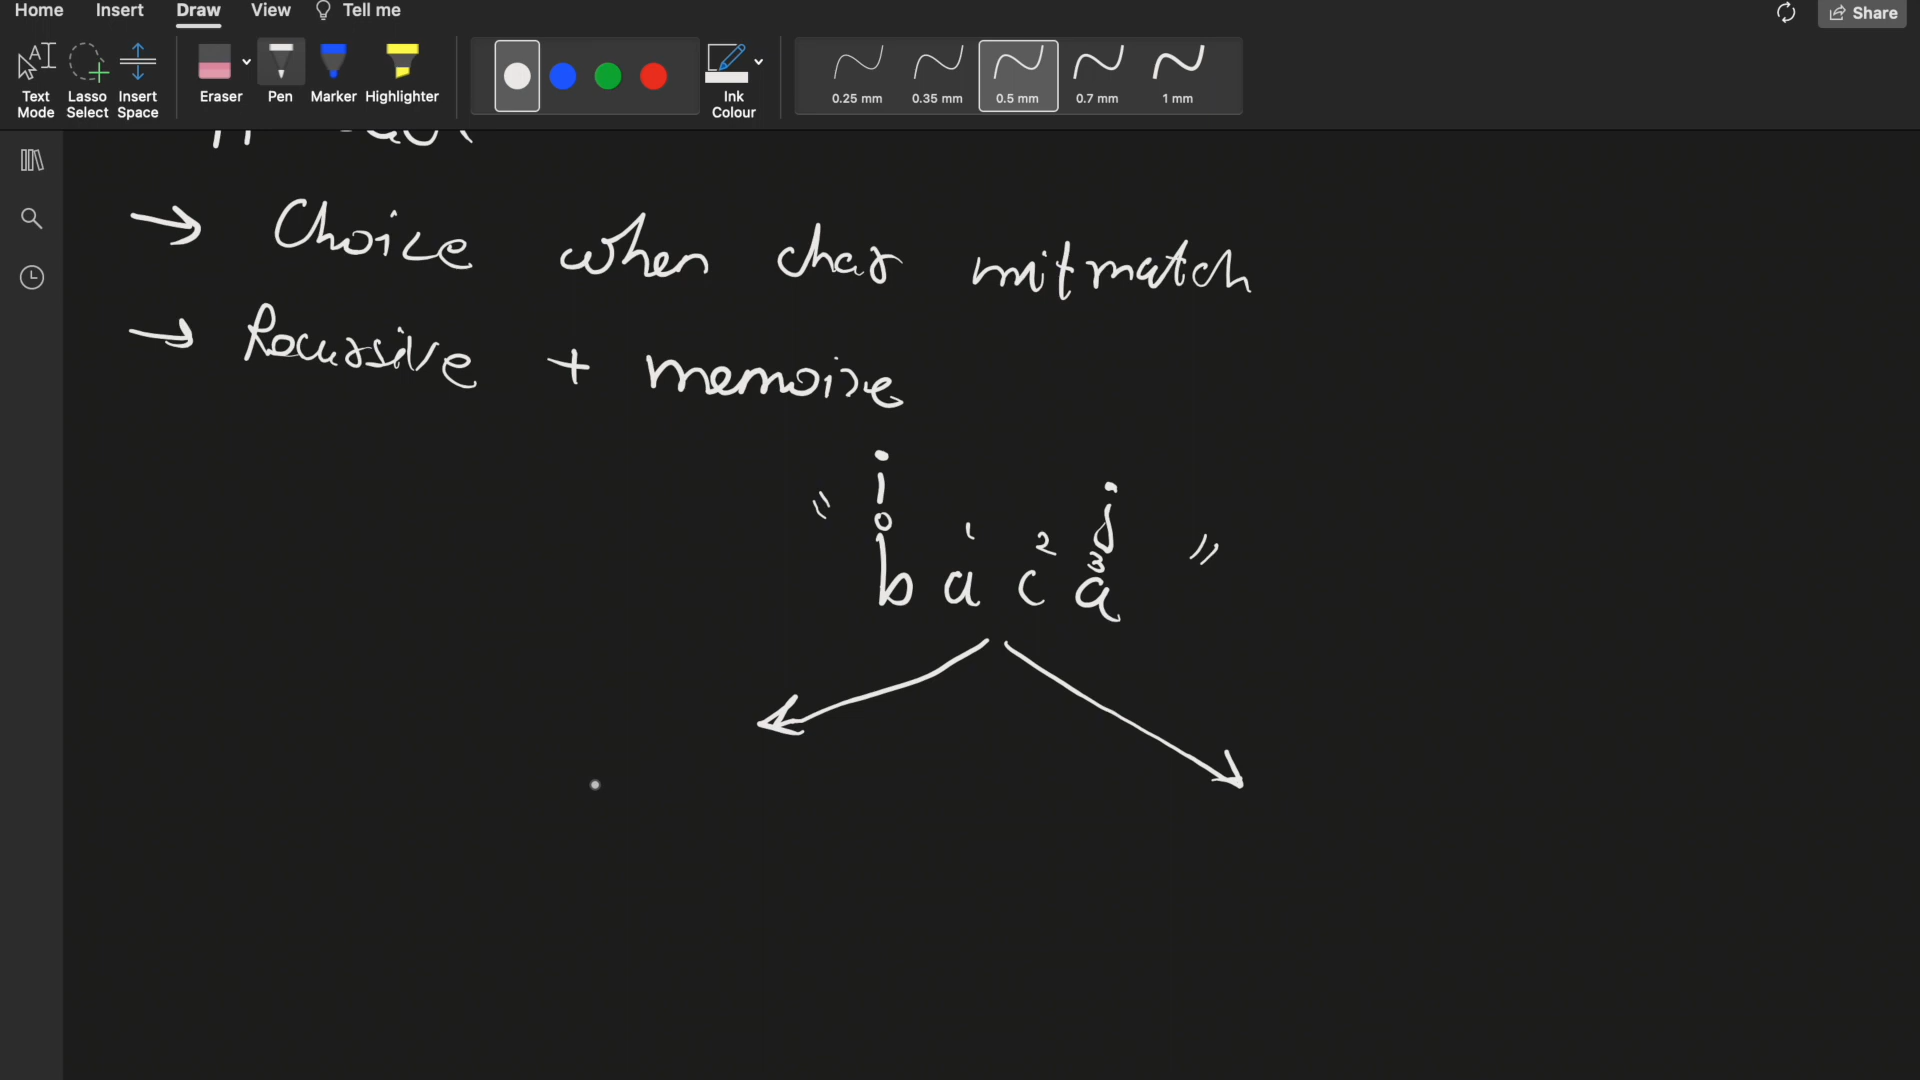 Home Insert Draw View Tell me Share
Text Mode Lasso Select Insert Space Eraser Pen Marker Highlighter Ink Colour 0.25 mm 0.35 mm 0.5 mm 0.7 mm 1 mm
→ Choice when char mitmatch
→ Recursive + memoize
i j
0 1 2 3
" b a c a "